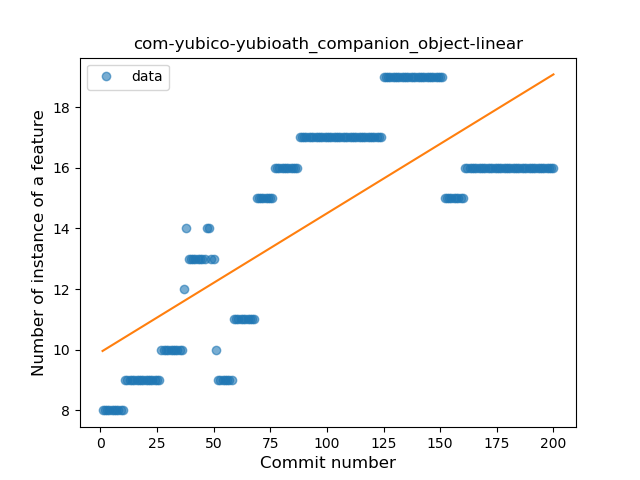 com-yubico-yubioath_companion_object-linear
data
Number of instance of a feature
18
16
14
12
10
8
0 25 50 75 100 125 150 175 200
Commit number